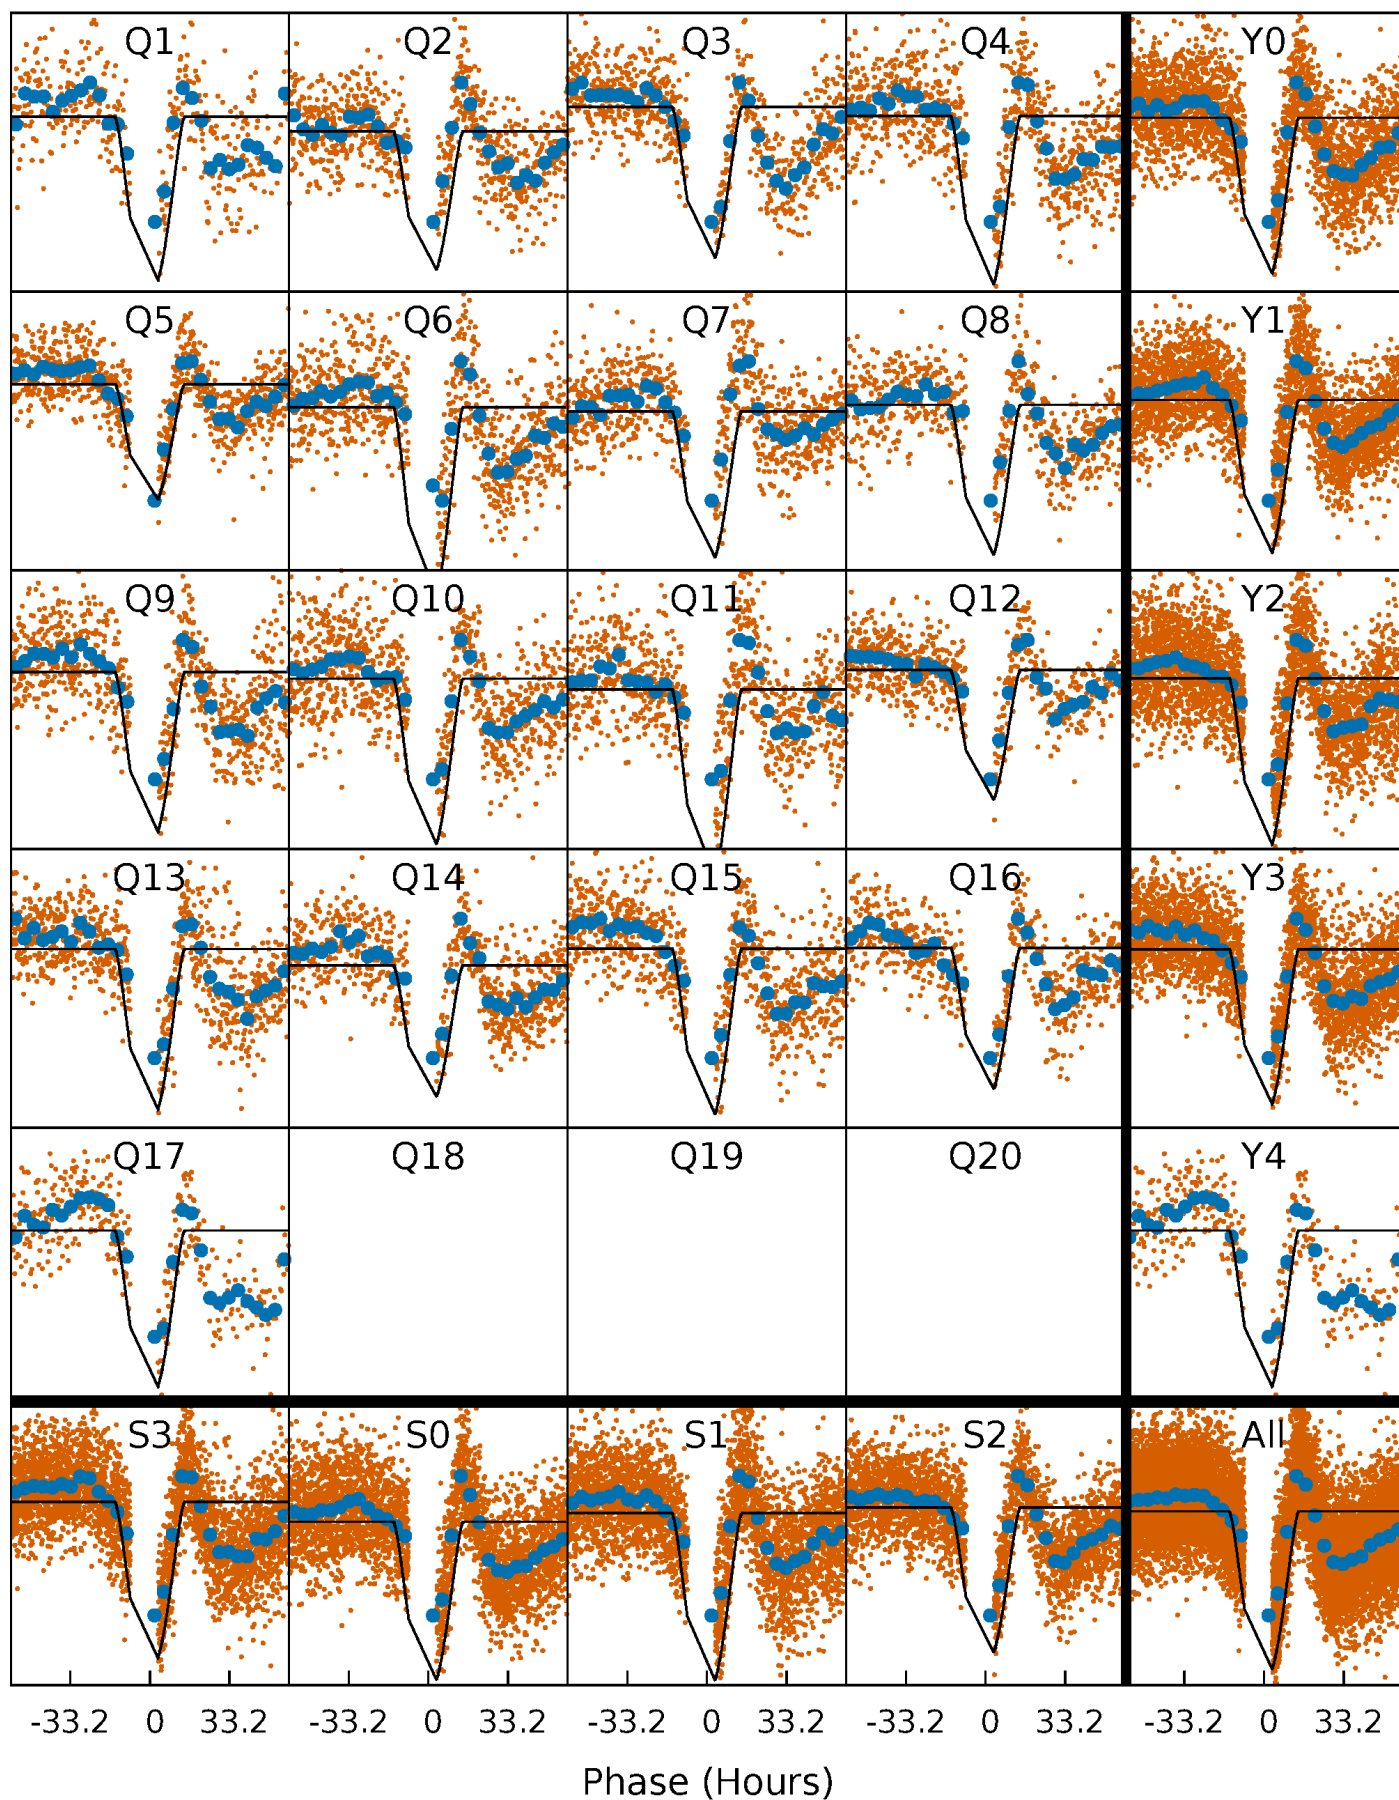 Q1 Q2 Q3 Q4 Y0
Q5 Q6 Q7 Q8 Y1
Q9 Q10 Q11 Q12 Y2
Q13 Q14 Q15 Q16 Y3
Q17 Q18 Q19 Q20 Y4
S3 S0 S1 S2 All
-33.2 0 33.2 -33.2 0 33.2 -33.2 0 33.2 -33.2 0 33.2 -33.2 0 33.2
Phase (Hours)